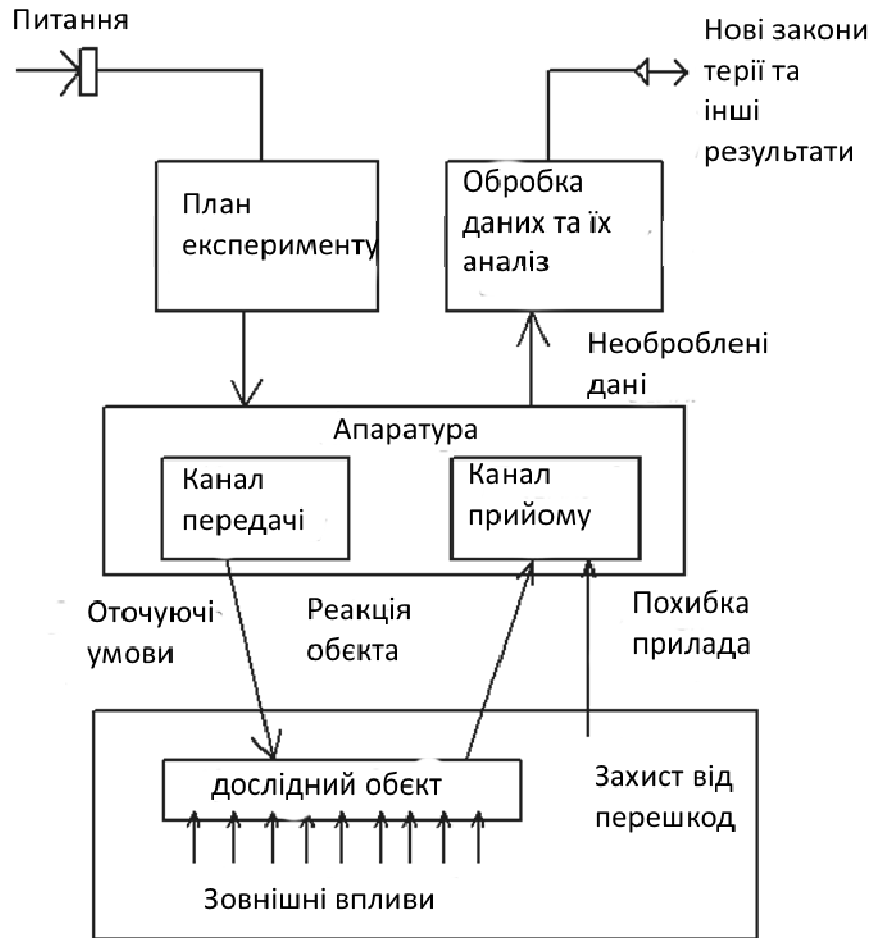 Питання
Нові закони
терії та
інші
результати
План
експерименту
Обробка
даних та їх
аналіз
Необроблені
дані
Апаратура
Канал
передачі
Канал
прийому
Оточуючі
умови
Реакція
обєкта
Похибка
прилада
дослідний обєкт
Захист від
перешкод
Зовнішні впливи